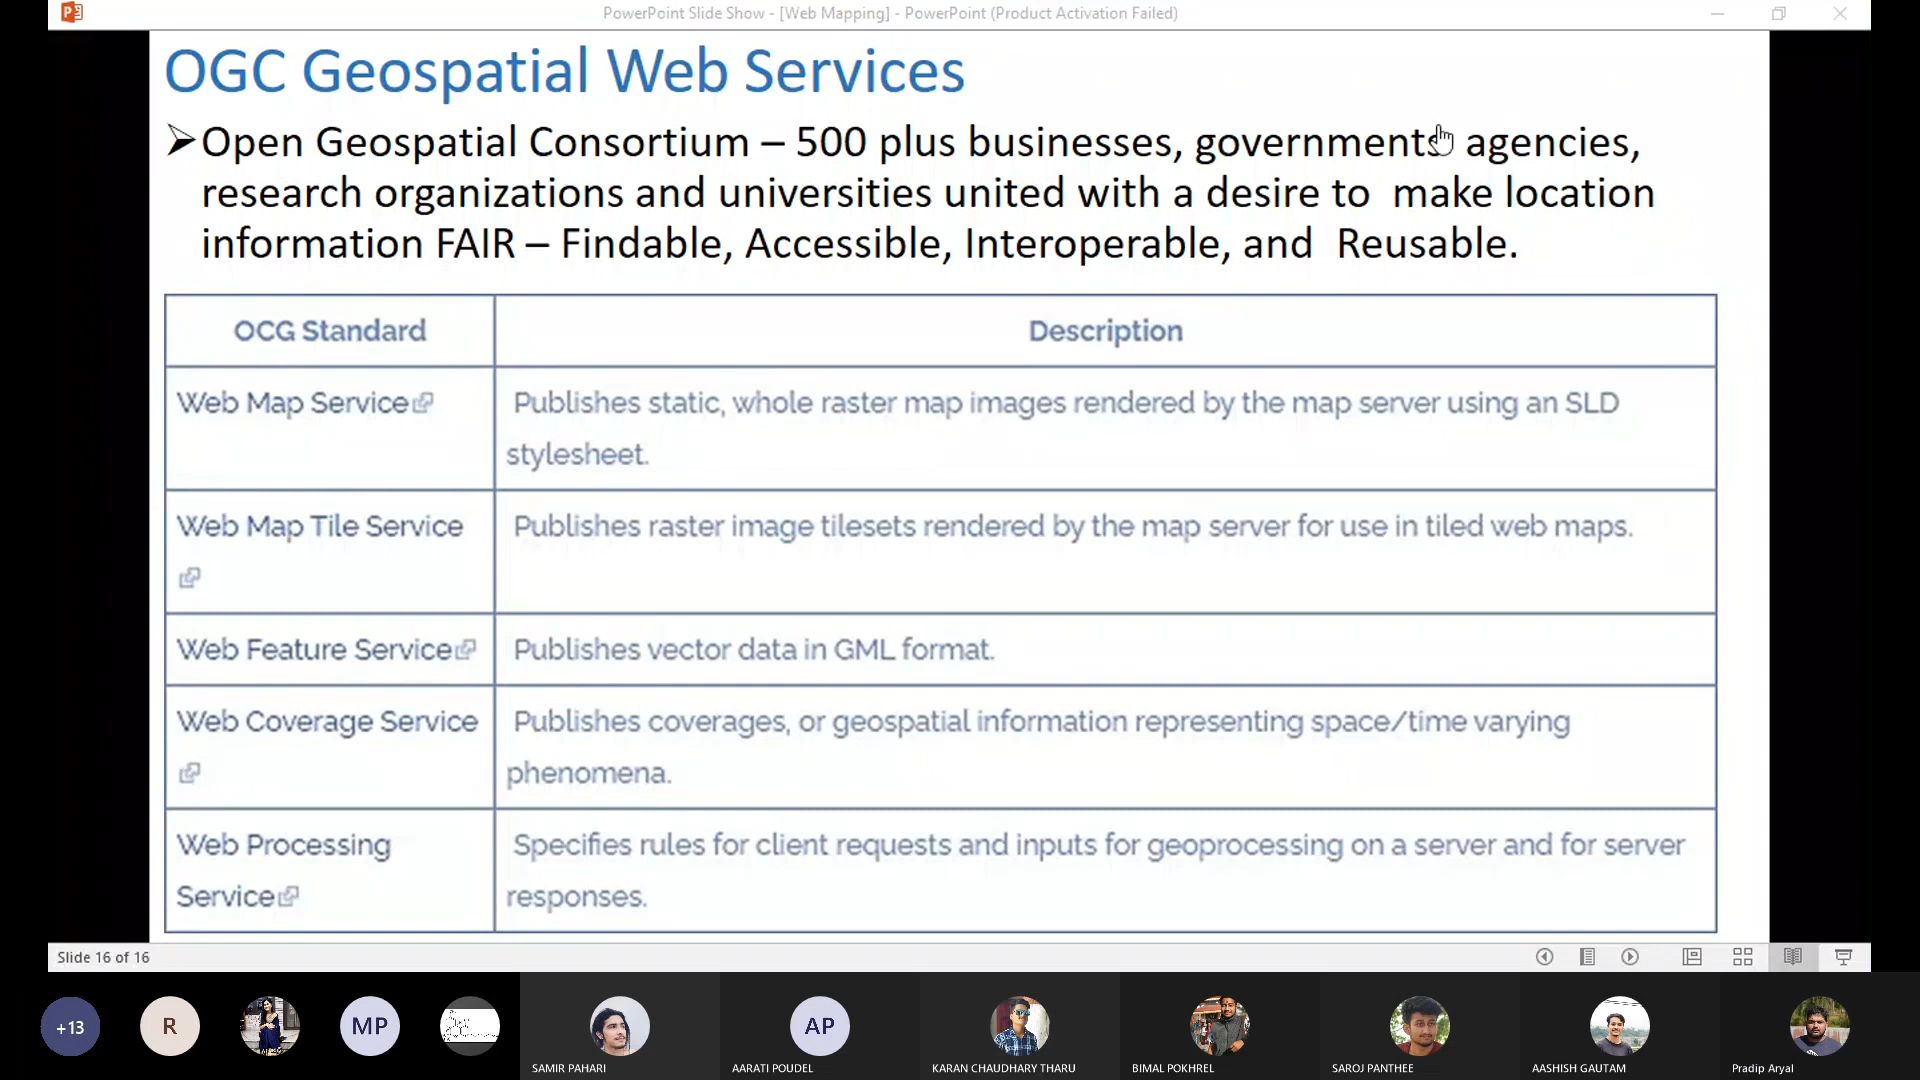 PowerPoint Slide Show - [Web Mapping] - PowerPoint (Product Activation Failed)
OGC Geospatial Web Services
➢Open Geospatial Consortium – 500 plus businesses, governments agencies,
research organizations and universities united with a desire to make location
information FAIR – Findable, Accessible, Interoperable, and Reusable.
OCG Standard
Description
Web Map Service
Publishes static, whole raster map images rendered by the map server using an SLD
stylesheet.
Web Map Tile Service
Publishes raster image tilesets rendered by the map server for use in tiled web maps.
Web Feature Service
Publishes vector data in GML format.
Web Coverage Service
Publishes coverages, or geospatial information representing space/time varying
phenomena.
Web Processing
Service
Specifies rules for client requests and inputs for geoprocessing on a server and for server
responses.
Slide 16 of 16
+13
R
MP
AP
SAMIR PAHARI
AARATI POUDEL
KARAN CHAUDHARY THARU
BIMAL POKHREL
SAROJ PANTHEE
AASHISH GAUTAM
Pradip Aryal